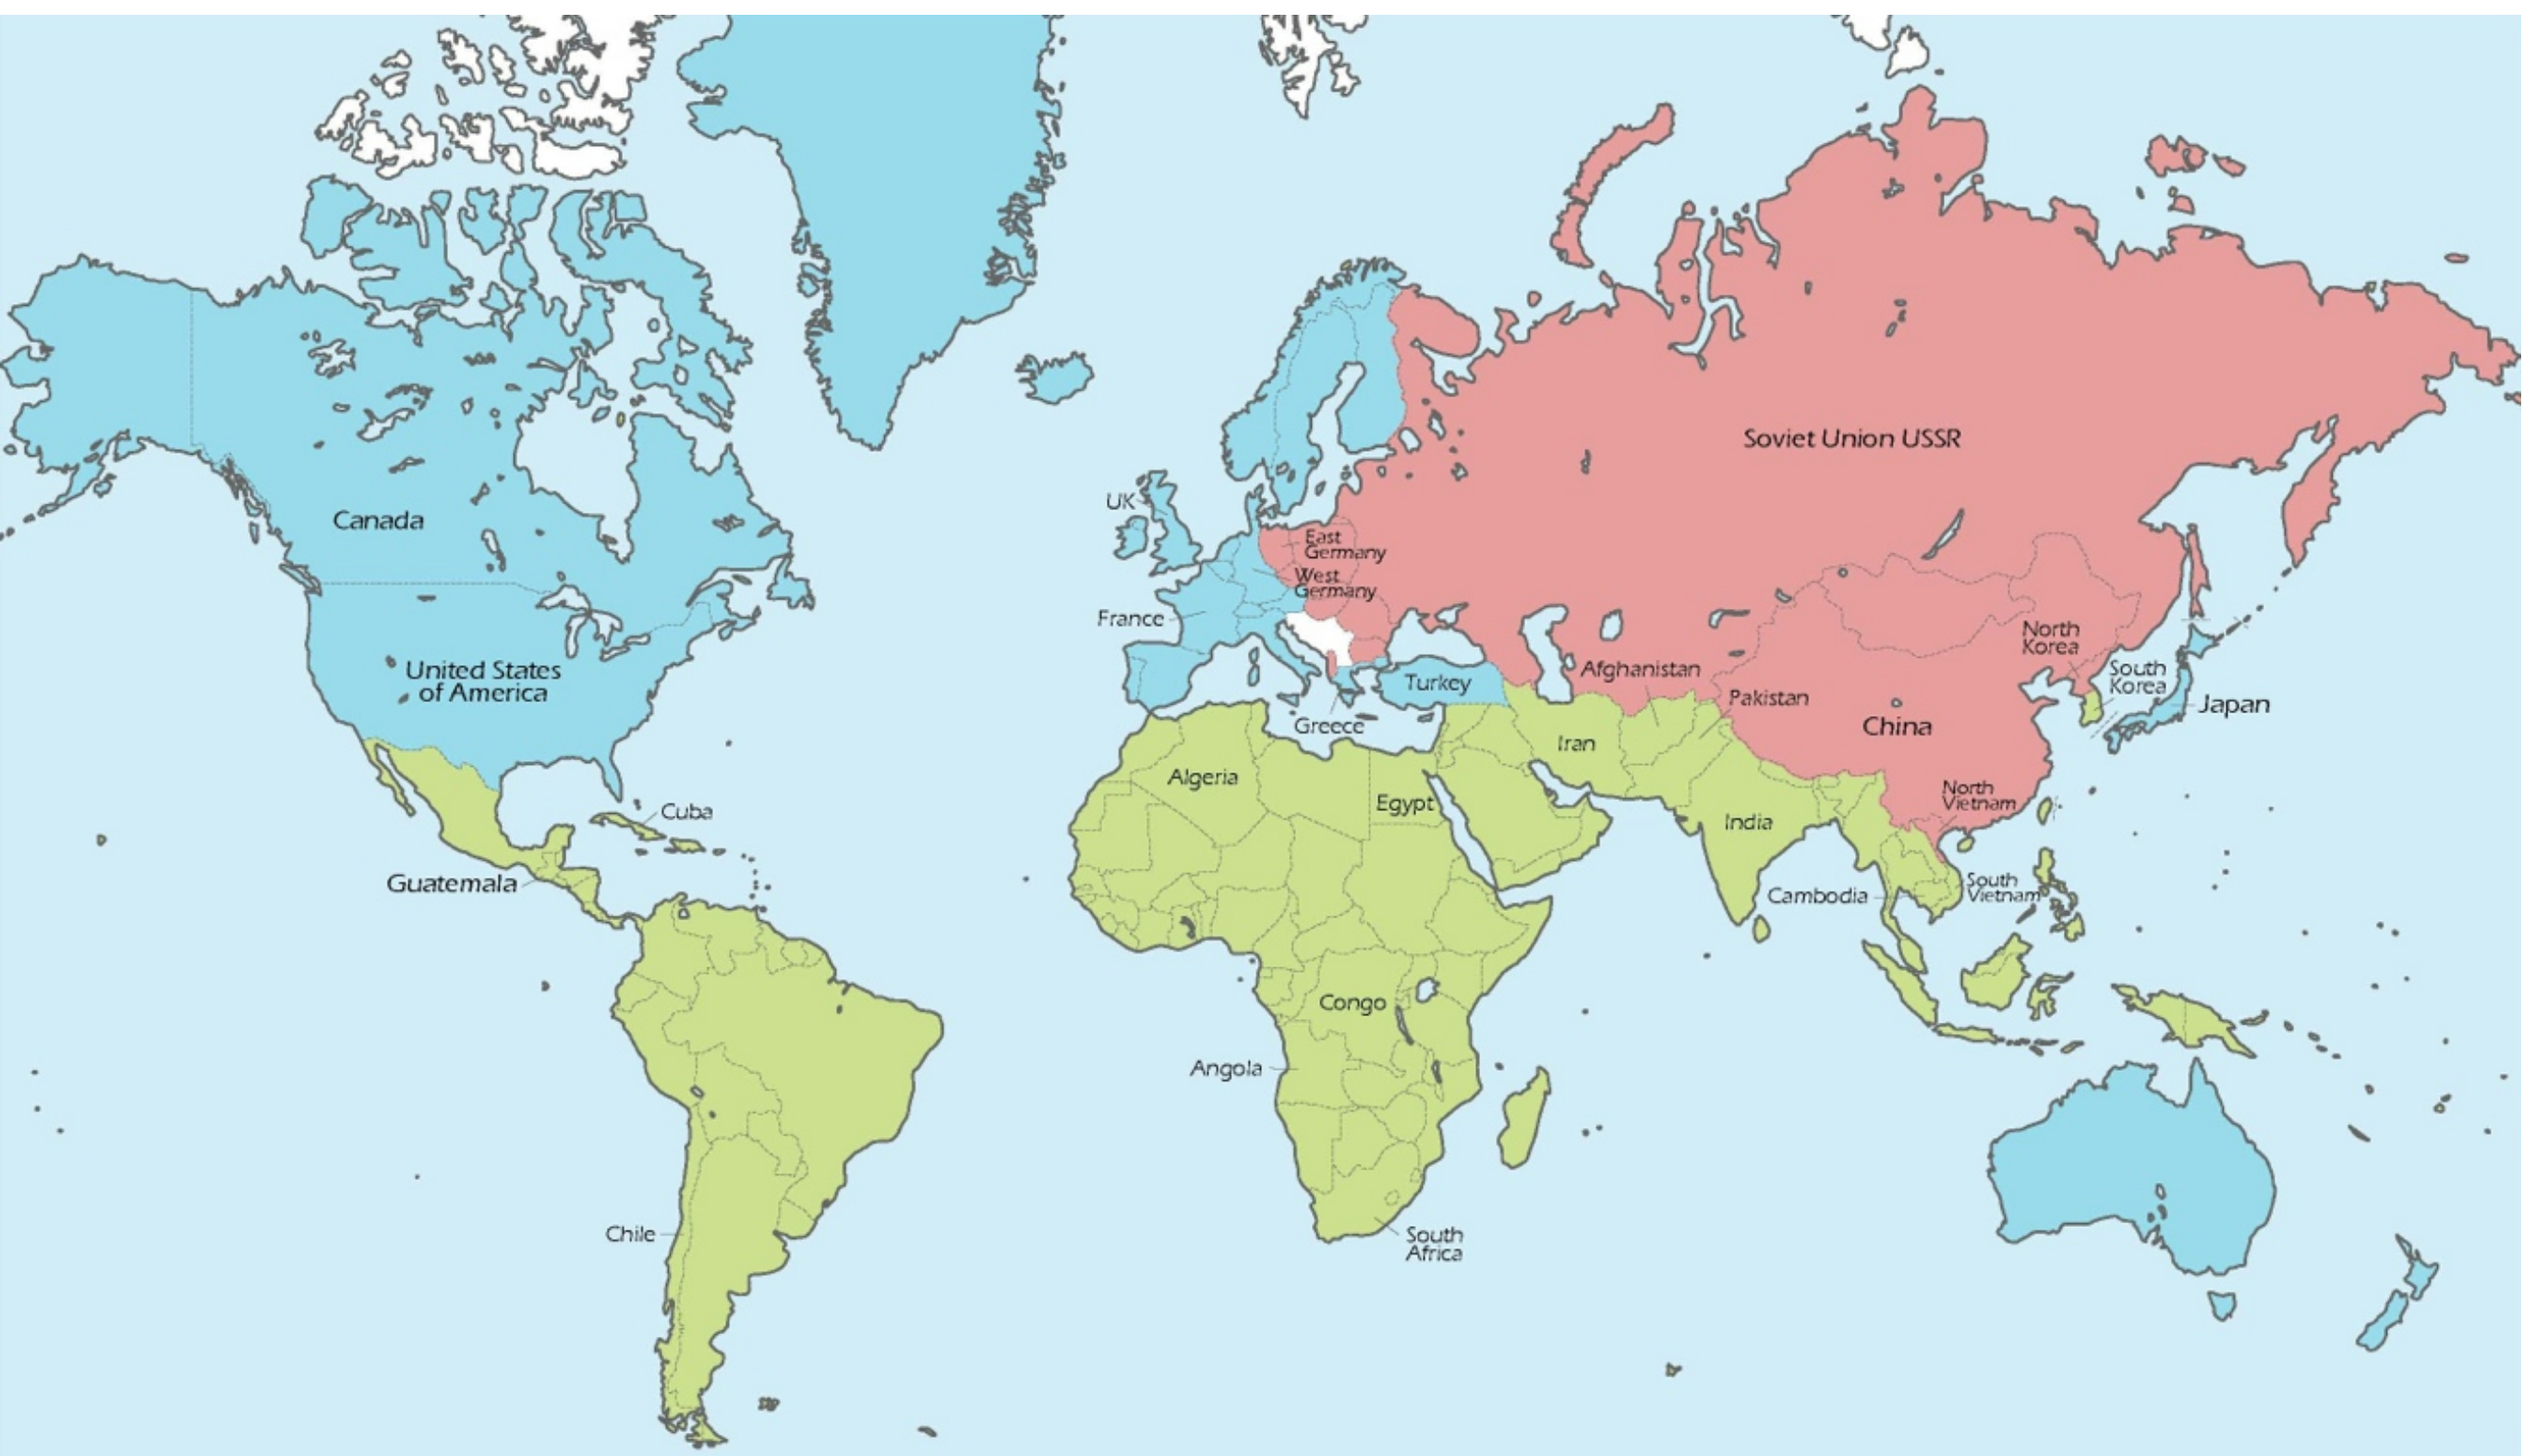 Canada
United States
of America
Cuba
Guatemala
Chile
UK
France
East
Germany
West
Germany
Greece
Turkey
Soviet Union USSR
Afghanistan
Pakistan
Iran
China
North
Korea
South
Korea
Japan
Algeria
Egypt
India
North
Vietnam
South
Vietnam
Cambodia
Congo
Angola
South
Africa